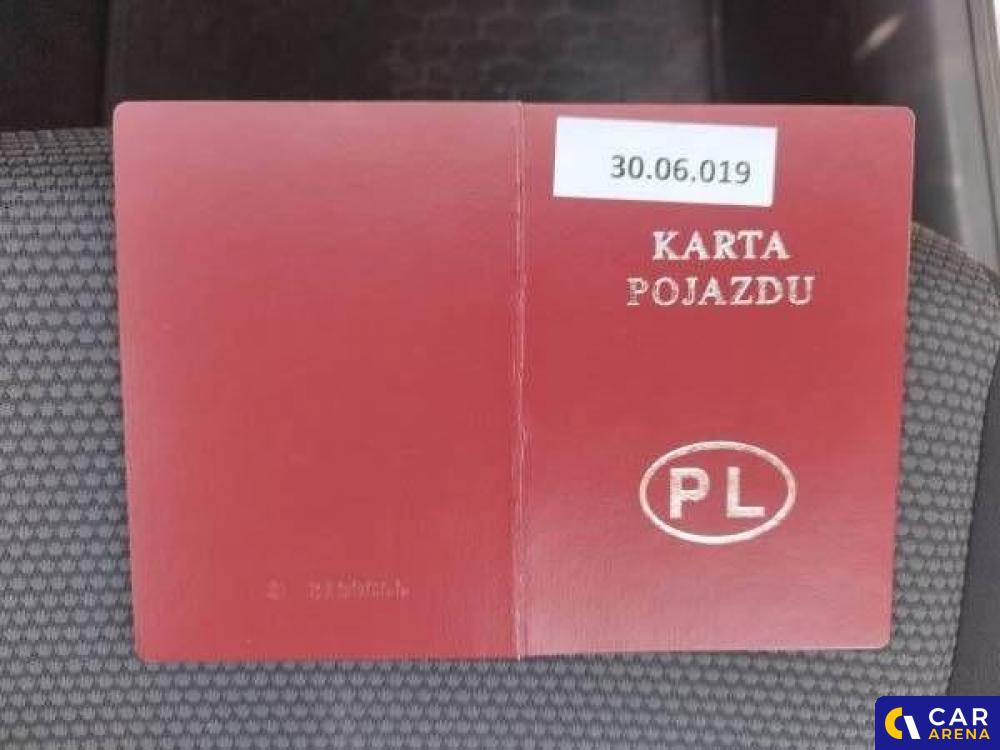 30.06.019
KARTA
POJAZDU
PL
CAR
ARENA